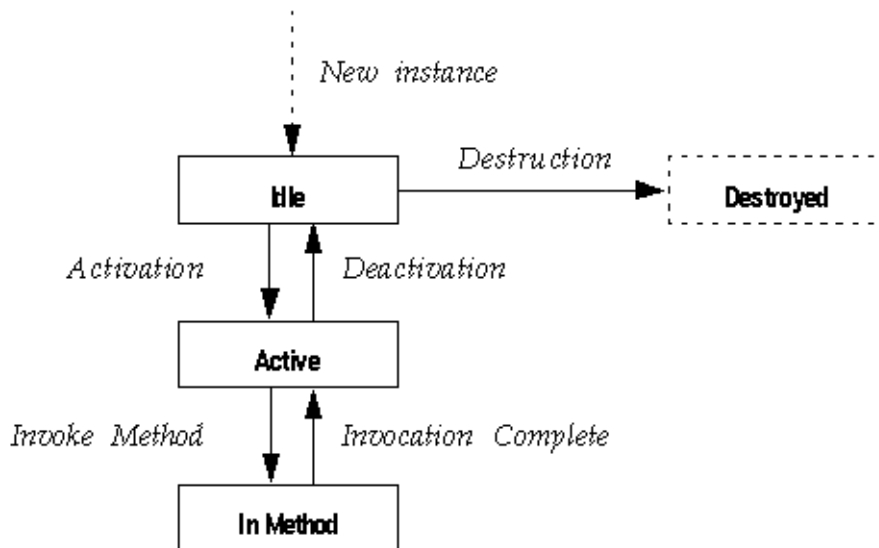 New instance
Destruction
Idle
Destroyed
Activation
Deactivation
Active
Invoke Method
Invocation Complete
In Method